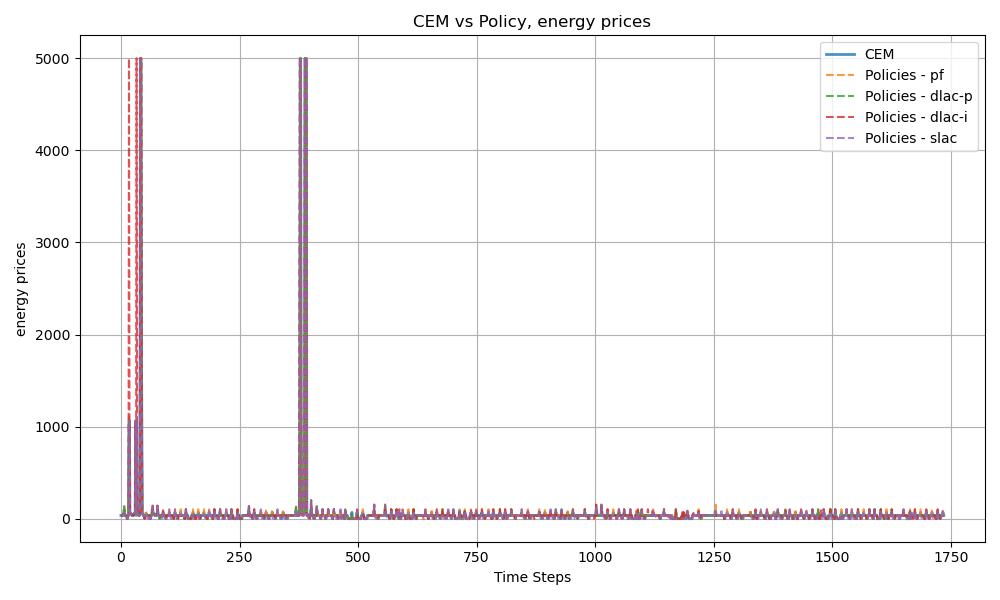 CEM vs Policy, energy prices
CEM
Policies - pf
Policies - dlac-p
Policies - dlac-i
Policies - slac
energy prices
5000
4000
3000
2000
1000
0
0 250 500 750 1000 1250 1500 1750
Time Steps